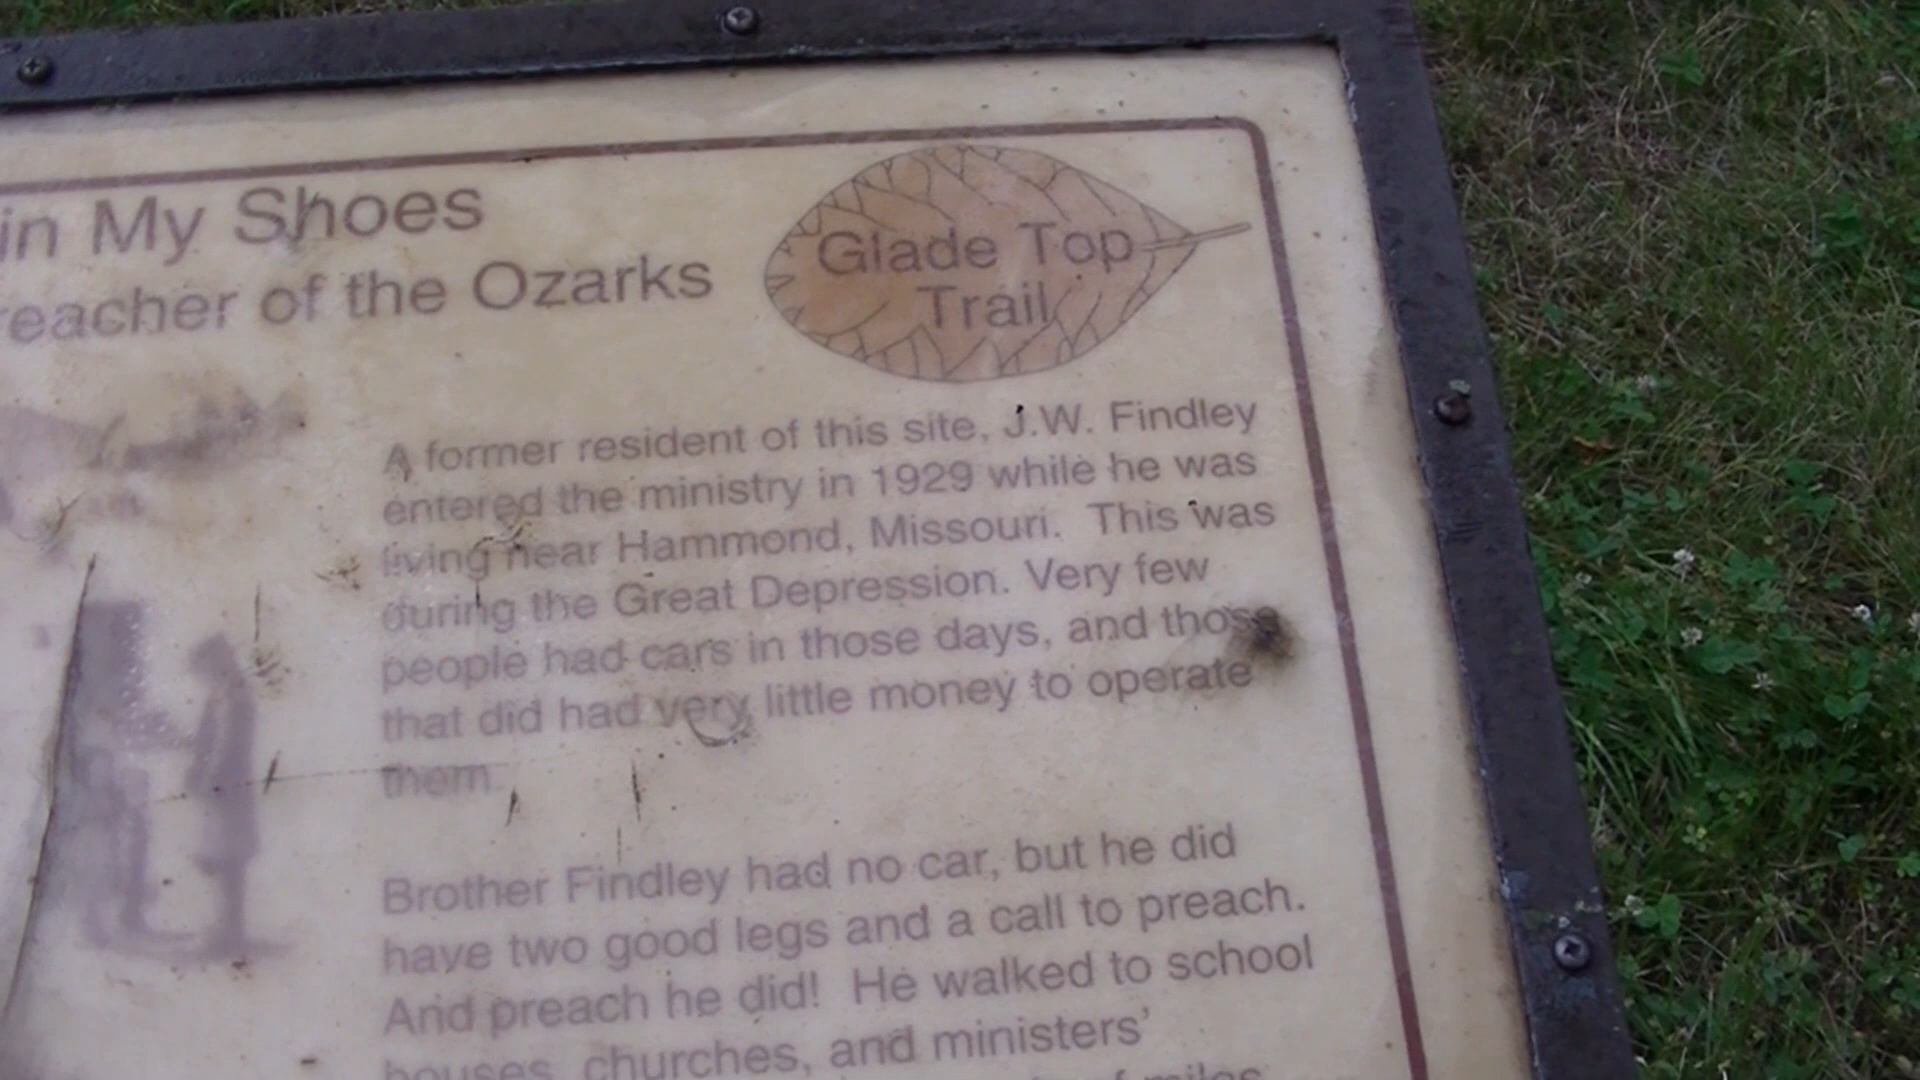 in My Shoes
reacher of the Ozarks
Glade Top
Trail
A former resident of this site, J.W. Findley
entered the ministry in 1929 while he was
living near Hammond, Missouri. This was
during the Great Depression. Very few
people had cars in those days, and those
that did had very little money to operate
them.
Brother Findley had no car, but he did
have two good legs and a call to preach.
And preach he did! He walked to school
houses, churches, and ministers'
of miles